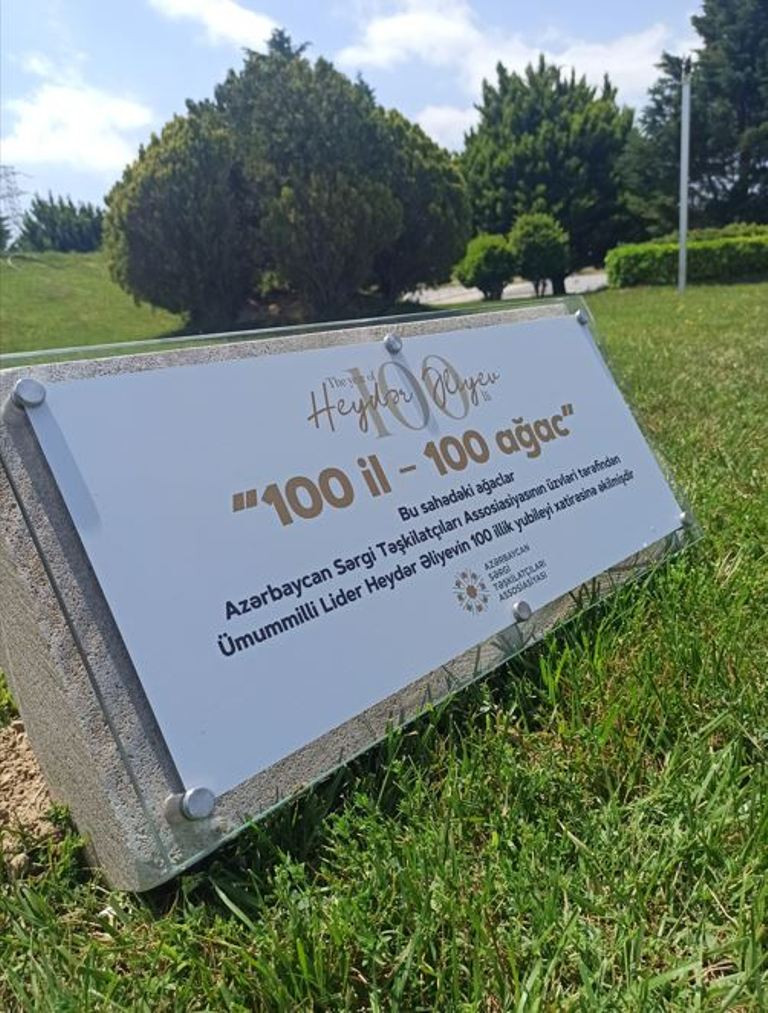 The year of
100
Heydər Əliyev
"100 il – 100 ağac"
Bu sahədəki ağaclar
Azərbaycan Sərgi Təşkilatçıları Assosiasiyasının üzvləri tərəfindən
Ümummilli Lider Heydər Əliyevin 100 illik yubileyi xatirəsinə əkilmişdir
AZƏRBAYCAN
SƏRGİ
TƏŞKİLATÇILARI
ASSOSİASİYASI